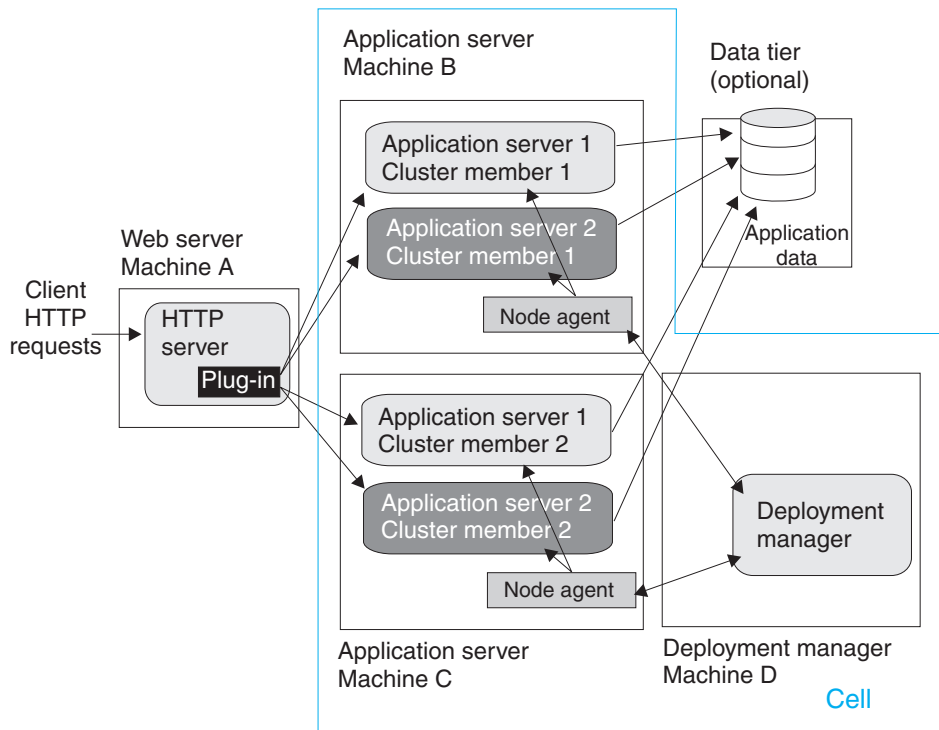 Application server
Machine B
Data tier
(optional)
Application server 1
Cluster member 1
Application server 2
Cluster member 1
Application
data
Node agent
Web server
Machine A
Client
HTTP
requests
HTTP
server
Plug-in
Application server 1
Cluster member 2
Application server 2
Cluster member 2
Node agent
Deployment
manager
Application server
Machine C
Deployment manager
Machine D
Cell